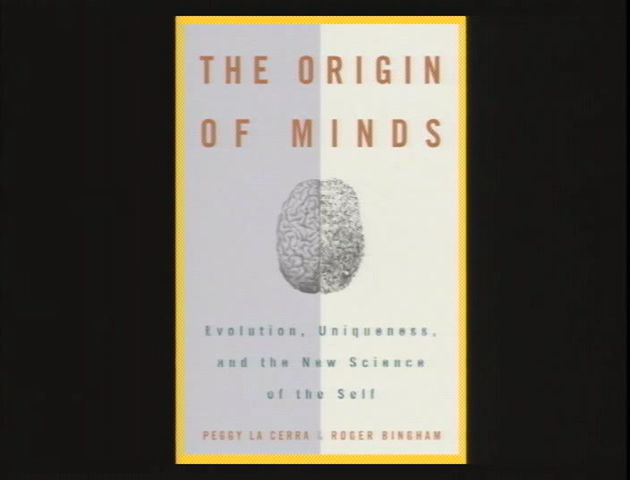 THE ORIGIN
OF MINDS
Evolution, Uniqueness,
and the New Science
of the Self
PEGGY LA CERRA & ROGER BINGHAM